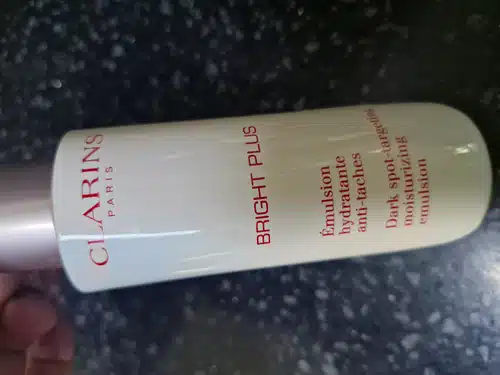 CLARINS
PARIS
BRIGHT PLUS
Émulsion
hydratante
anti-taches
Dark spot-targeting
moisturizing
emulsion